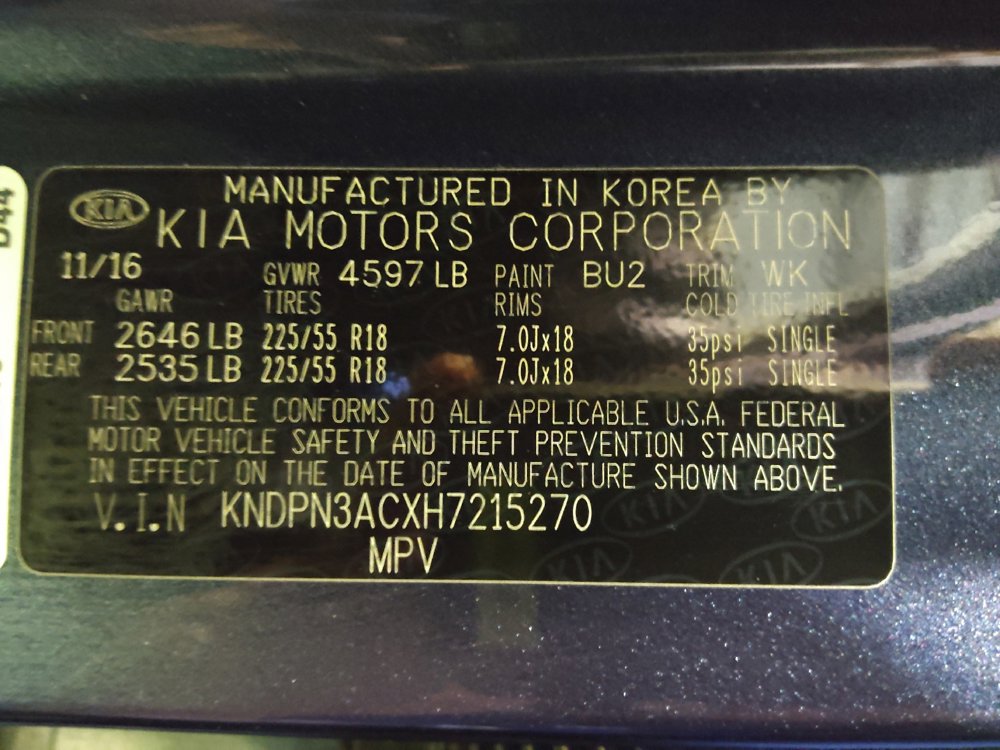 KIA MANUFACTURED IN KOREA BY
KIA MOTORS CORPORATION
11/16 GVWR 4597 LB PAINT BU2 TRIM WK
GAWR TIRES RIMS COLD TIRE INFL
FRONT 2646 LB 225/55 R18 7.0Jx18 35psi SINGLE
REAR 2535 LB 225/55 R18 7.0Jx18 35psi SINGLE
THIS VEHICLE CONFORMS TO ALL APPLICABLE U.S.A. FEDERAL
MOTOR VEHICLE SAFETY AND THEFT PREVENTION STANDARDS
IN EFFECT ON THE DATE OF MANUFACTURE SHOWN ABOVE.
V.I.N KNDPN3ACXH7215270
MPV